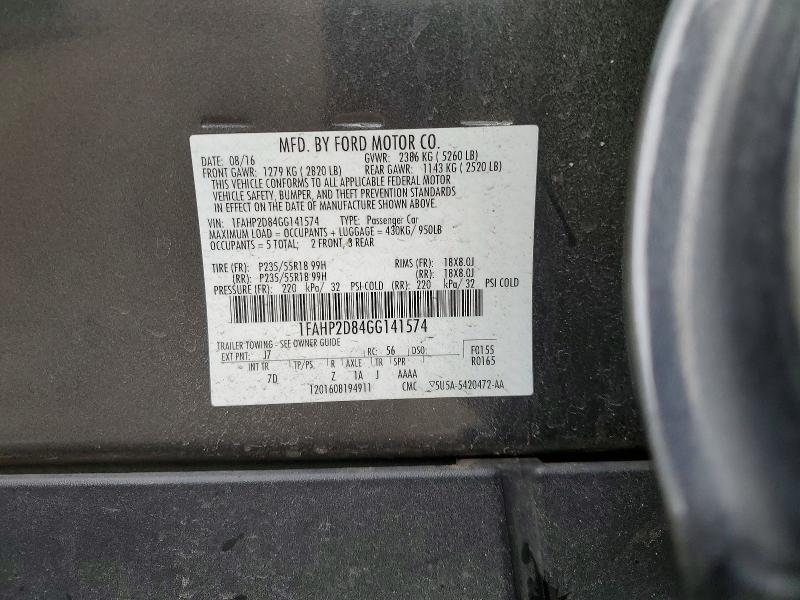 MFD. BY FORD MOTOR CO.
DATE: 08/16 GVWR: 2386 KG ( 5260 LB)
FRONT GAWR: 1279 KG ( 2820 LB) REAR GAWR: 1143 KG ( 2520 LB)
THIS VEHICLE CONFORMS TO ALL APPLICABLE FEDERAL MOTOR
VEHICLE SAFETY, BUMPER, AND THEFT PREVENTION STANDARDS
IN EFFECT ON THE DATE OF MANUFACTURE SHOWN ABOVE.
VIN: 1FAHP2D84GG141574 TYPE: Passenger Car
MAXIMUM LOAD = OCCUPANTS + LUGGAGE = 430KG/ 950LB
OCCUPANTS = 5 TOTAL; 2 FRONT, 3 REAR
TIRE (FR): P235/55R18 99H RIMS (FR): 18X8.0J
(RR): P235/55R18 99H (RR): 18X8.0J
PRESSURE (FR): 220 kPa/ 32 PSI COLD (RR): 220 kPa/ 32 PSI COLD
1FAHP2D84GG141574
TRAILER TOWING - SEE OWNER GUIDE
EXT PNT: J7 RC: 56 DSO: F0155
INT TR TP/PS R AXLE TR SPR R0165
7D Z 1A J AAAA
1201608194911 CMC ▽5U5A-5420472-AA